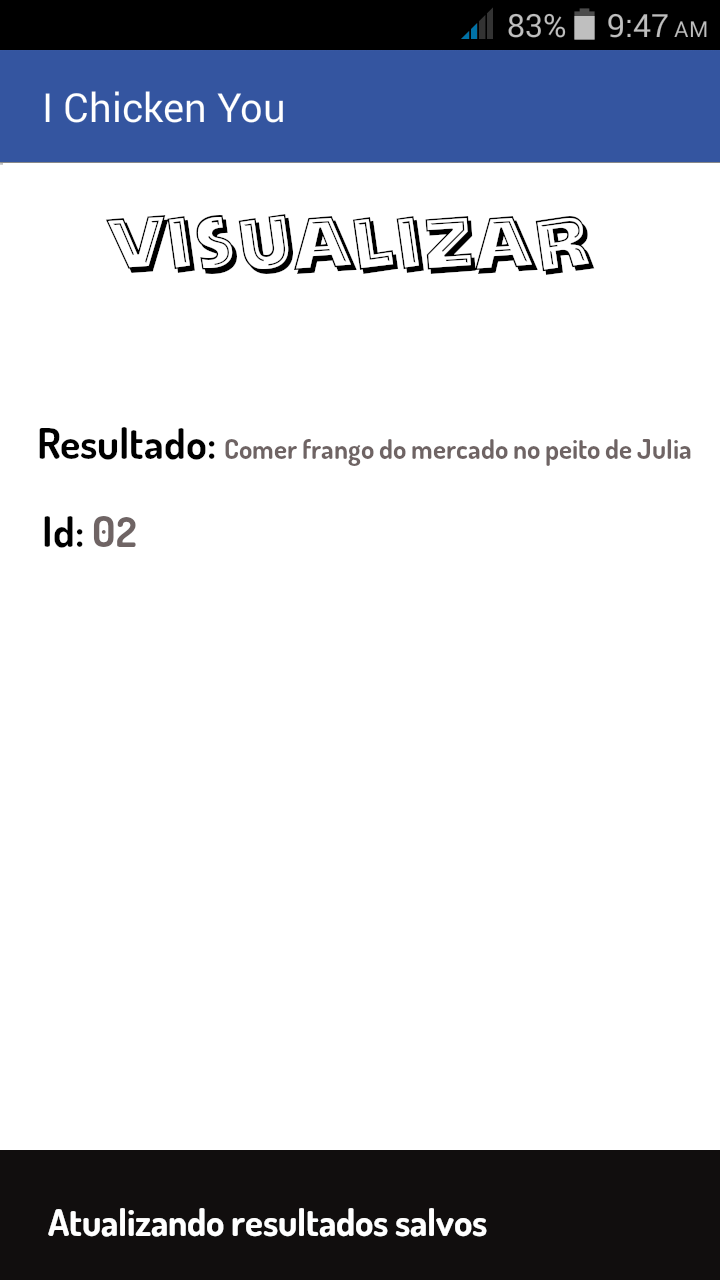 83% 9:47 AM
I Chicken You
VISUALIZAR
Resultado: Comer frango do mercado no peito de Julia
Id: 02
Atualizando resultados salvos